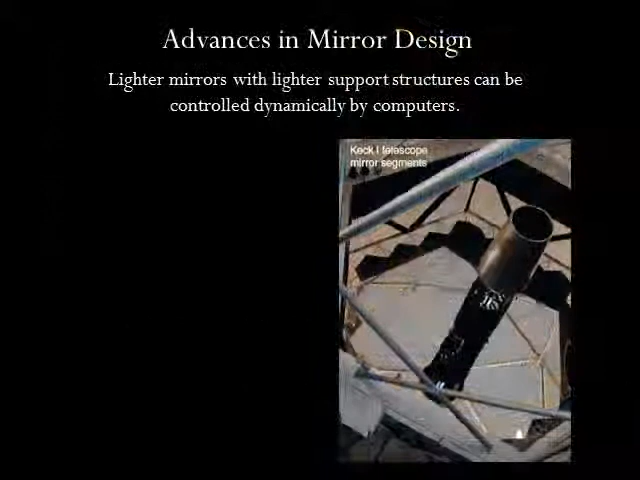 Advances in Mirror Design
Lighter mirrors with lighter support structures can be
controlled dynamically by computers.
Keck I telescope
mirror segments